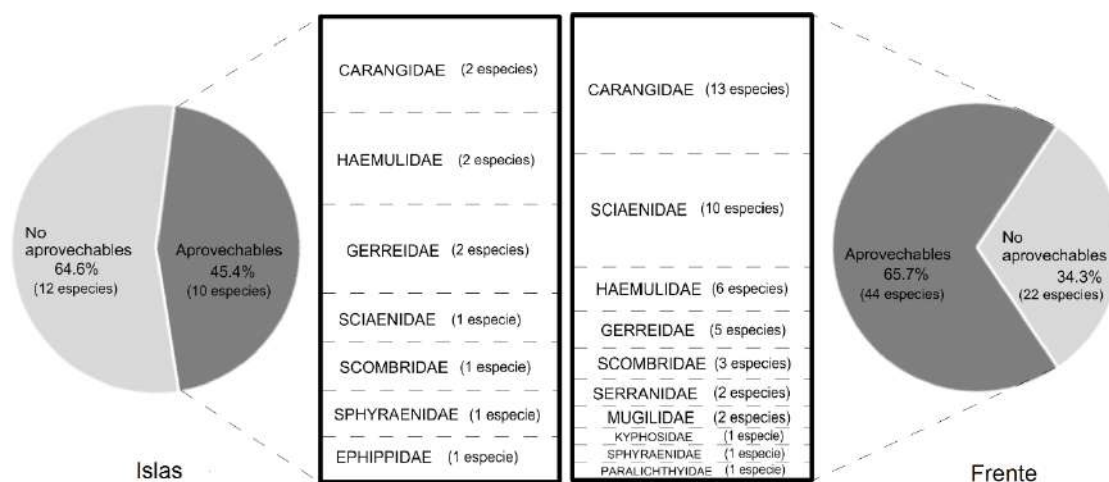 No
aprovechables
64.6%
(12 especies)
Aprovechables
45.4%
(10 especies)
Islas
CARANGIDAE (2 especies)
HAEMULIDAE (2 especies)
GERREIDAE (2 especies)
SCIAENIDAE (1 especie)
SCOMBRIDAE (1 especie)
SPHYRAENIDAE (1 especie)
EPHIPPIDAE (1 especie)
CARANGIDAE (13 especies)
SCIAENIDAE (10 especies)
HAEMULIDAE (6 especies)
GERREIDAE (5 especies)
SCOMBRIDAE (3 especies)
SERRANIDAE (2 especies)
MUGILIDAE (2 especies)
KYPHOSIDAE (1 especie)
SPHYRAENIDAE (1 especie)
PARALICHTHYIDAE (1 especie)
Aprovechables
65.7%
(44 especies)
No
aprovechables
34.3%
(22 especies)
Frente